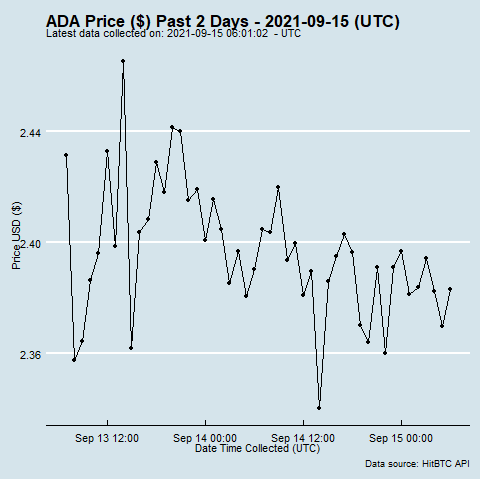 ADA Price ($) Past 2 Days - 2021-09-15 (UTC)
Latest data collected on: 2021-09-15 06:01:02  - UTC
2.44
2.40
2.36
Price USD ($)
Sep 13 12:00
Sep 14 00:00
Sep 14 12:00
Sep 15 00:00
Date Time Collected (UTC)
Data source: HitBTC API